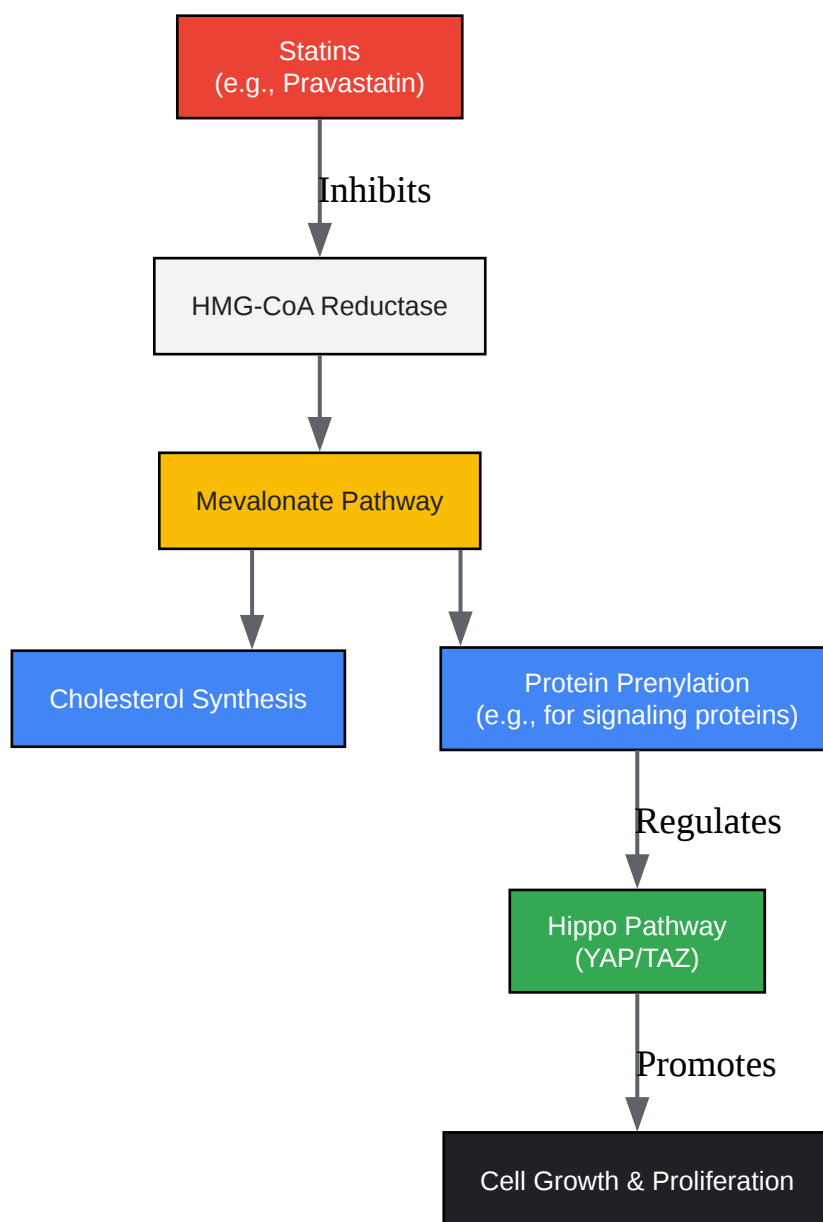 Statins
(e.g., Pravastatin)
Inhibits
HMG-CoA Reductase
Mevalonate Pathway
Cholesterol Synthesis
Protein Prenylation
(e.g., for signaling proteins)
Regulates
Hippo Pathway
(YAP/TAZ)
Promotes
Cell Growth & Proliferation